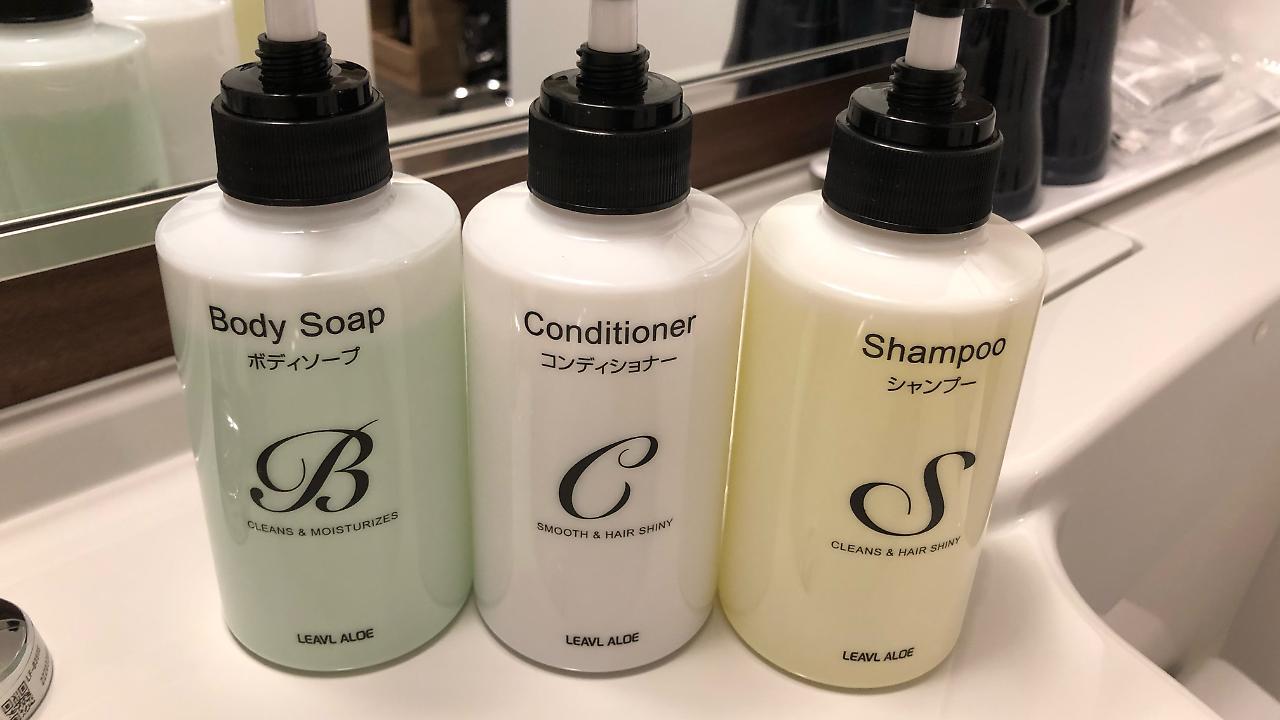 Body Soap
ボディソープ
B
CLEANS & MOISTURIZES
LEAVL ALOE
Conditioner
コンディショナー
C
SMOOTH & HAIR SHINY
LEAVL ALOE
Shampoo
シャンプー
S
CLEANS & HAIR SHINY
LEAVL ALOE